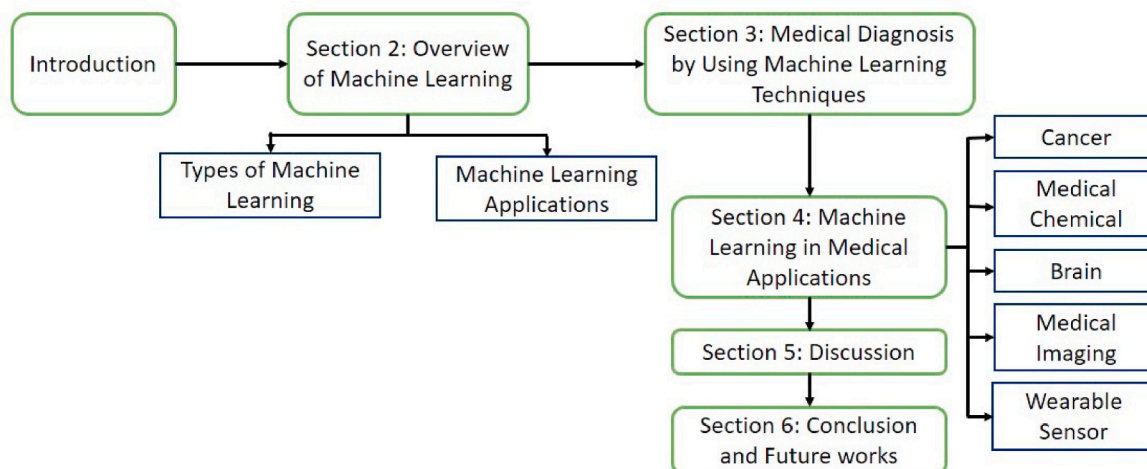 Introduction
Section 2: Overview
of Machine Learning
Section 3: Medical Diagnosis
by Using Machine Learning
Techniques
Types of Machine
Learning
Machine Learning
Applications
Section 4: Machine
Learning in Medical
Applications
Cancer
Medical
Chemical
Brain
Medical
Imaging
Wearable
Sensor
Section 5: Discussion
Section 6: Conclusion
and Future works